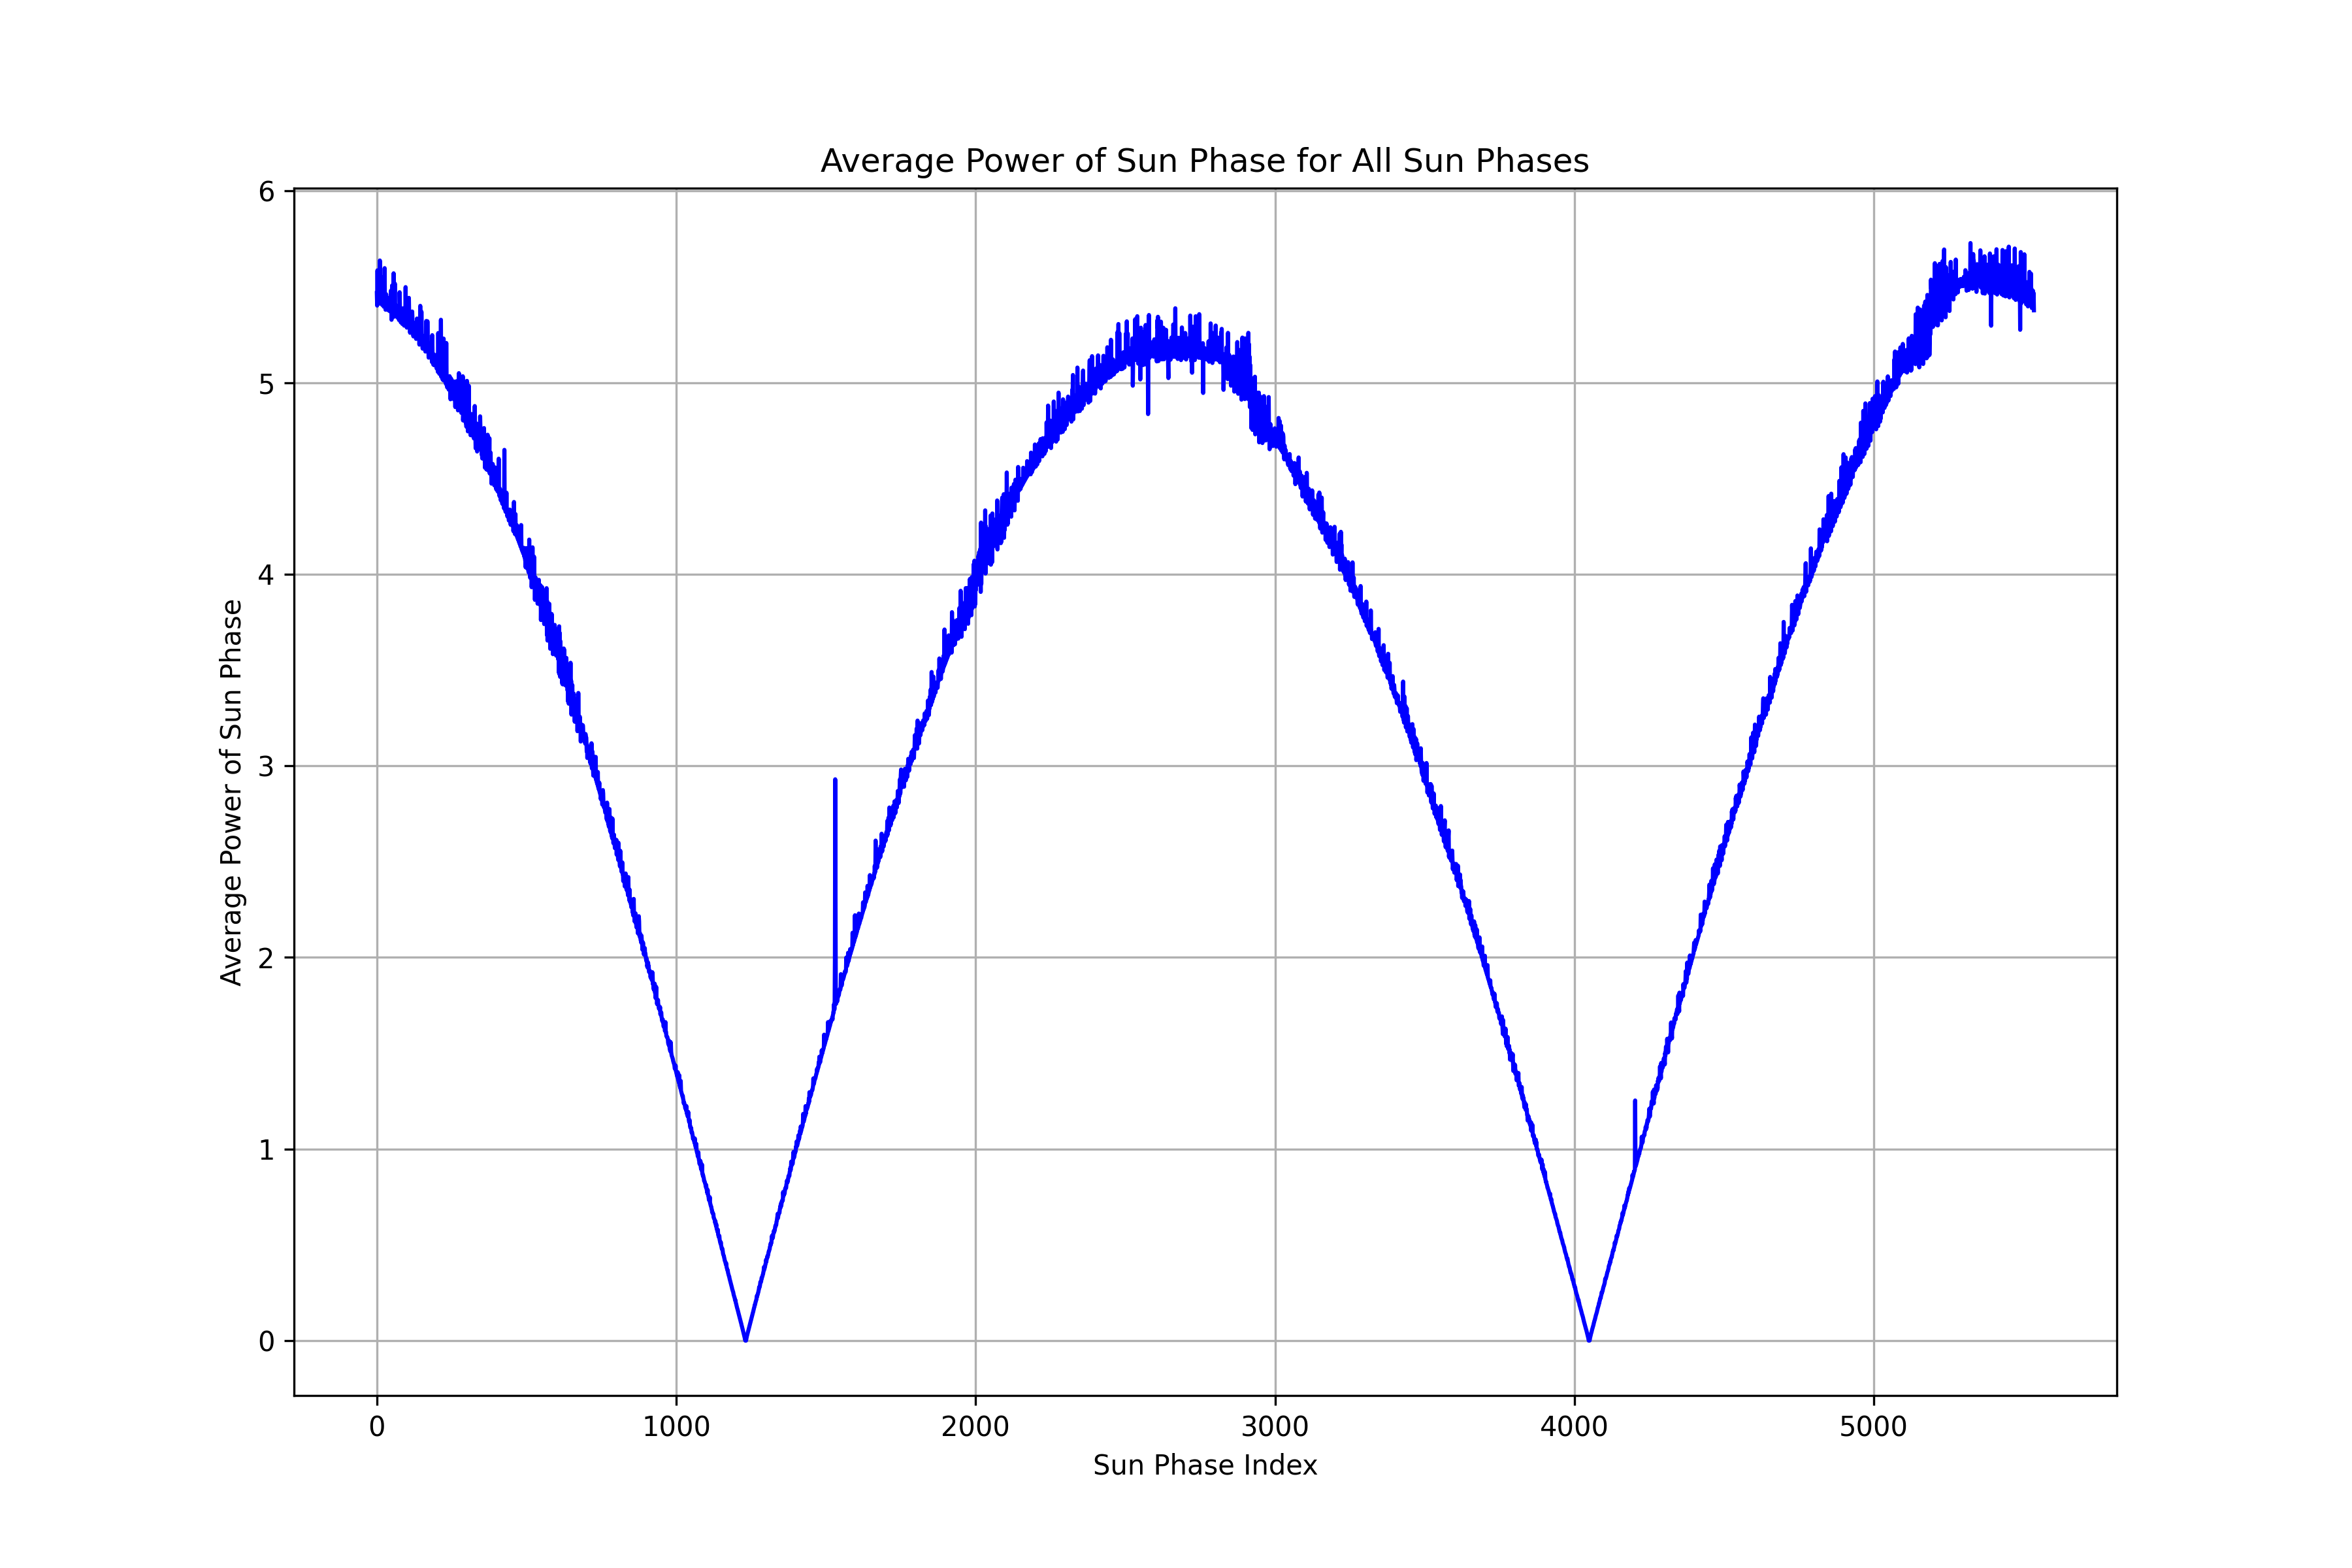 Average Power of Sun Phase for All Sun Phases
6
5
4
3
2
1
0
Average Power of Sun Phase
0 1000 2000 3000 4000 5000
Sun Phase Index